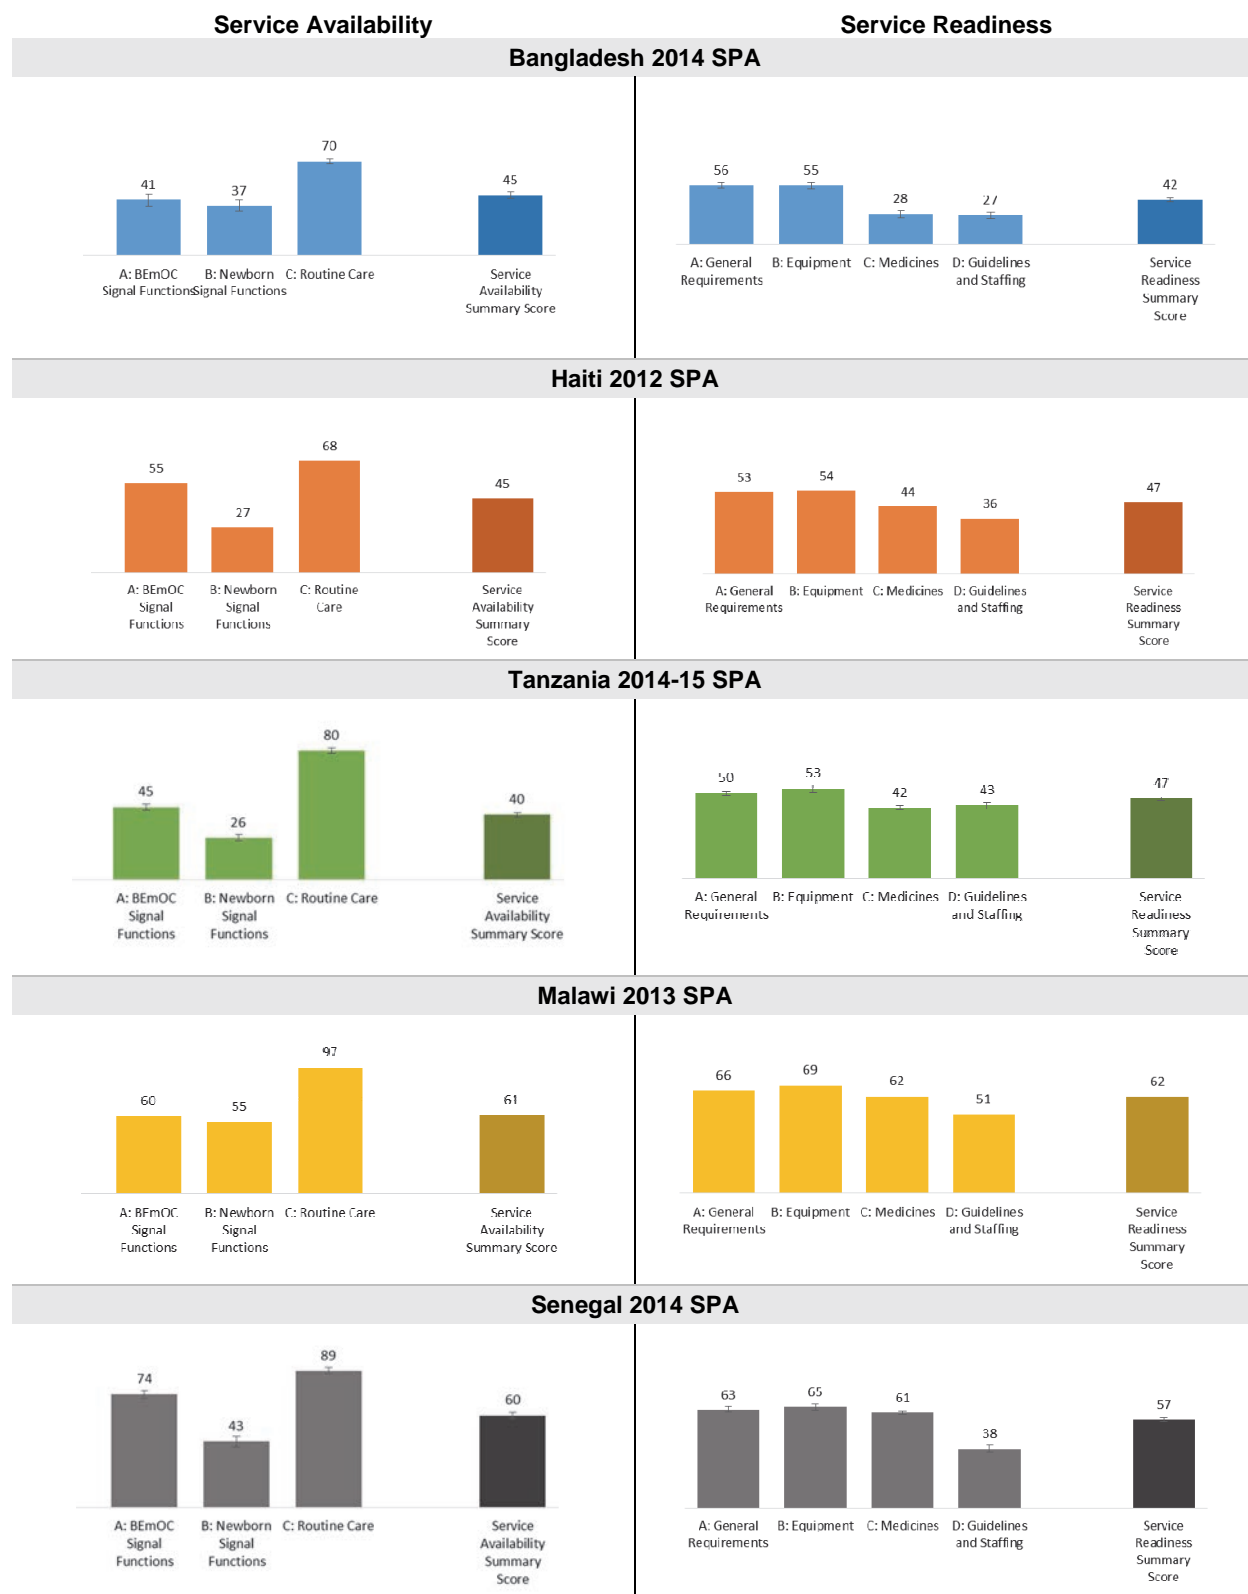 Service Availability
Service Readiness
Bangladesh 2014 SPA
41
37
70
45
A: BEmOC
Signal Functions
B: Newborn
Signal Functions
C: Routine Care
Service
Availability
Summary Score
56
55
28
27
42
A: General
Requirements
B: Equipment
C: Medicines
D: Guidelines
and Staffing
Service
Readiness
Summary
Score
Haiti 2012 SPA
55
27
68
45
A: BEmOC
Signal
Functions
B: Newborn
Signal
Functions
C: Routine
Care
Service
Availability
Summary
Score
53
54
44
36
47
A: General
Requirements
B: Equipment
C: Medicines
D: Guidelines
and Staffing
Service
Readiness
Summary
Score
Tanzania 2014-15 SPA
45
26
80
40
A: BEmOC
Signal
Functions
B: Newborn
Signal
Functions
C: Routine Care
Service
Availability
Summary Score
50
53
42
43
47
A: General
Requirements
B: Equipment
C: Medicines
D: Guidelines
and Staffing
Service
Readiness
Summary
Score
Malawi 2013 SPA
60
55
97
61
A: BEmOC
Signal
Functions
B: Newborn
Signal
Functions
C: Routine Care
Service
Availability
Summary Score
66
69
62
51
62
A: General
Requirements
B: Equipment
C: Medicines
D: Guidelines
and Staffing
Service
Readiness
Summary
Score
Senegal 2014 SPA
74
43
89
60
A: BEmOC
Signal
Functions
B: Newborn
Signal
Functions
C: Routine Care
Service
Availability
Summary
Score
63
65
61
38
57
A: General
Requirements
B: Equipment
C: Medicines
D: Guidelines
and Staffing
Service
Readiness
Summary
Score